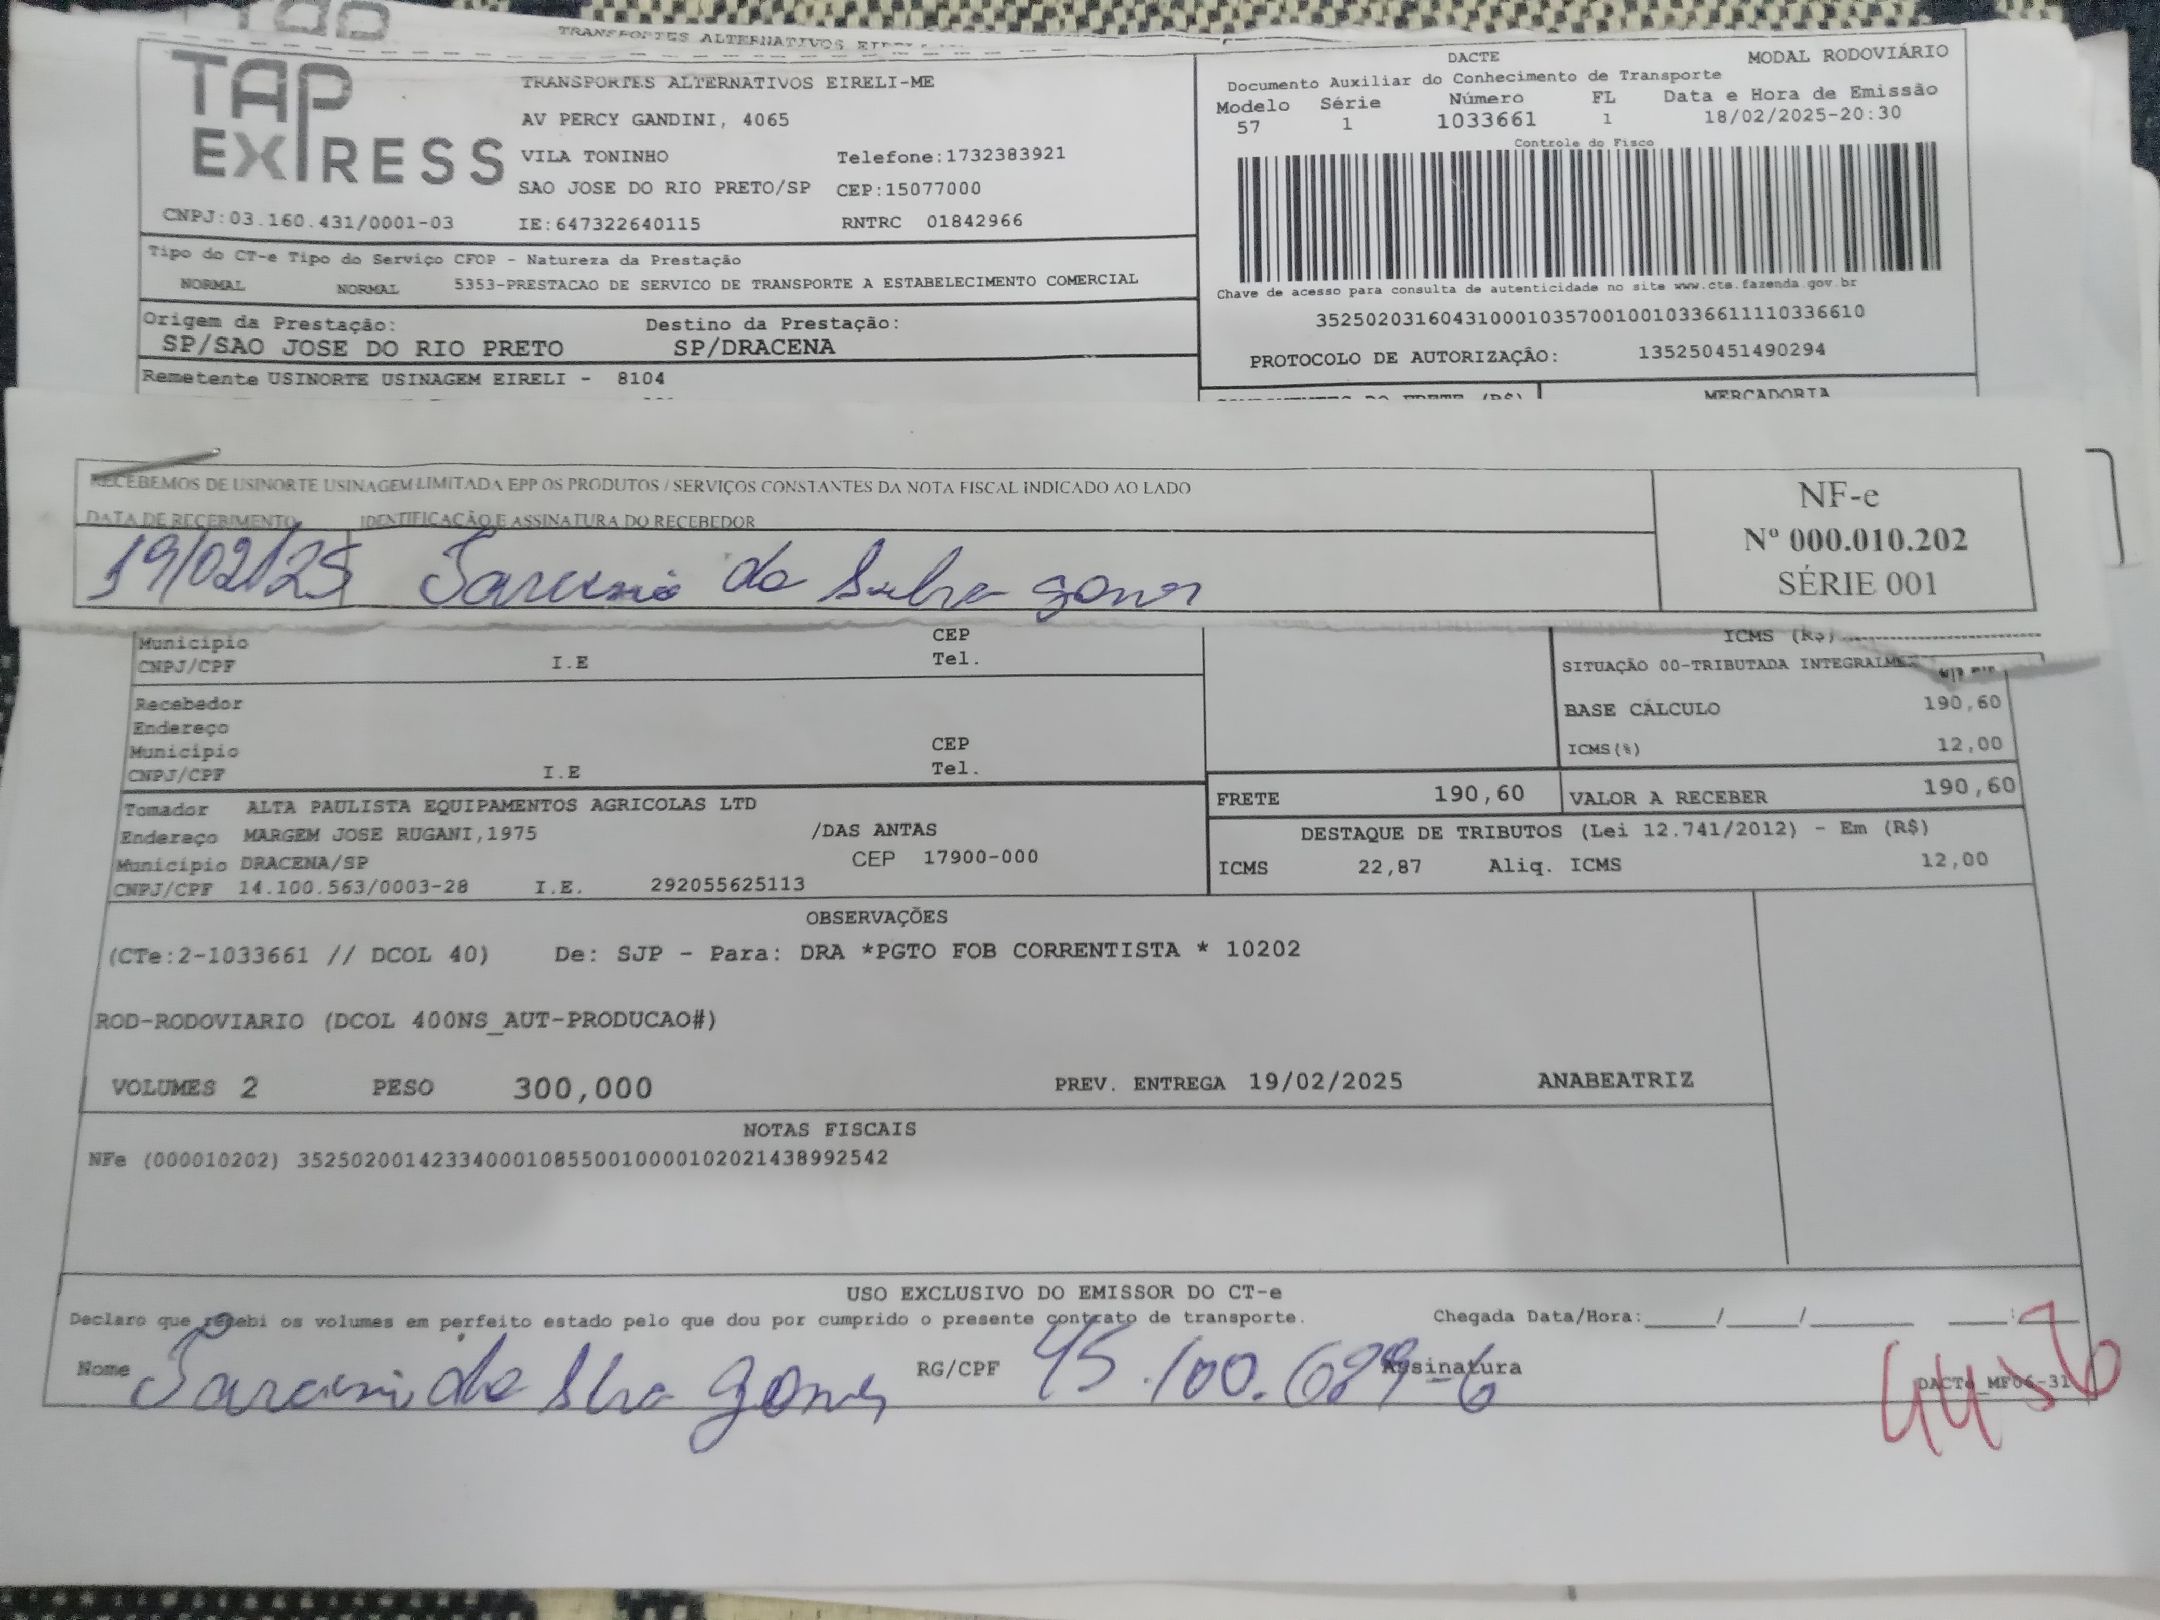 TRANSPORTES ALTERNATIVOS
TAP EXPRESS
TRANSPORTES ALTERNATIVOS EIRELI-ME
AV PERCY GANDINI, 4065
VILA TONINHO Telefone:1732383921
SAO JOSE DO RIO PRETO/SP CEP:15077000
CNPJ:03.160.431/0001-03 IE:647322640115 RNTRC 01842966
DACTE MODAL RODOVIÁRIO
Documento Auxiliar do Conhecimento de Transporte
Modelo Série Número FL Data e Hora de Emissão
57 1 1033661 1 18/02/2025-20:30
Controle do Fisco
Chave de acesso para consulta de autenticidade no site www.cte.fazenda.gov.br
35250203160431000103570010010336611110336610
PROTOCOLO DE AUTORIZAÇÃO: 135250451490294
Tipo do CT-e Tipo do Serviço CFOP - Natureza da Prestação
NORMAL NORMAL 5353-PRESTACAO DE SERVICO DE TRANSPORTE A ESTABELECIMENTO COMERCIAL
Origem da Prestação: Destino da Prestação:
SP/SAO JOSE DO RIO PRETO SP/DRACENA
Remetente USINORTE USINAGEM EIRELI - 8104
MERCADORIA
RECEBEMOS DE USINORTE USINAGEM LIMITADA EPP OS PRODUTOS / SERVIÇOS CONSTANTES DA NOTA FISCAL INDICADO AO LADO
DATA DE RECEBIMENTO IDENTIFICAÇÃO E ASSINATURA DO RECEBEDOR
19/02/25 da Silva
NF-e
Nº 000.010.202
SÉRIE 001
Município CEP
CNPJ/CPF I.E Tel.
Recebedor
Endereço
Município CEP
CNPJ/CPF I.E Tel.
ICMS (R$)
SITUAÇÃO 00-TRIBUTADA
BASE CÁLCULO 190,60
ICMS(%) 12,00
FRETE 190,60 VALOR A RECEBER 190,60
DESTAQUE DE TRIBUTOS (Lei 12.741/2012) - Em (R$)
ICMS 22,87 Aliq. ICMS 12,00
Tomador ALTA PAULISTA EQUIPAMENTOS AGRICOLAS LTD
Endereço MARGEM JOSE RUGANI,1975 /DAS ANTAS
Município DRACENA/SP CEP 17900-000
CNPJ/CPF 14.100.563/0003-28 I.E. 292055625113
OBSERVAÇÕES
(CTe:2-1033661 // DCOL 40) De: SJP - Para: DRA *PGTO FOB CORRENTISTA * 10202
ROD-RODOVIARIO (DCOL 400NS_AUT-PRODUCAO#)
VOLUMES 2 PESO 300,000 PREV. ENTREGA 19/02/2025 ANABEATRIZ
NOTAS FISCAIS
NFe (000010202) 35250200142334000108550010000102021438992542
USO EXCLUSIVO DO EMISSOR DO CT-e
Declaro que recebi os volumes em perfeito estado pelo que dou por cumprido o presente contrato de transporte. Chegada Data/Hora:____/____/______ ___:___
Nome da Silva RG/CPF 45.100.689-6 Assinatura
DACTe_MF06-31